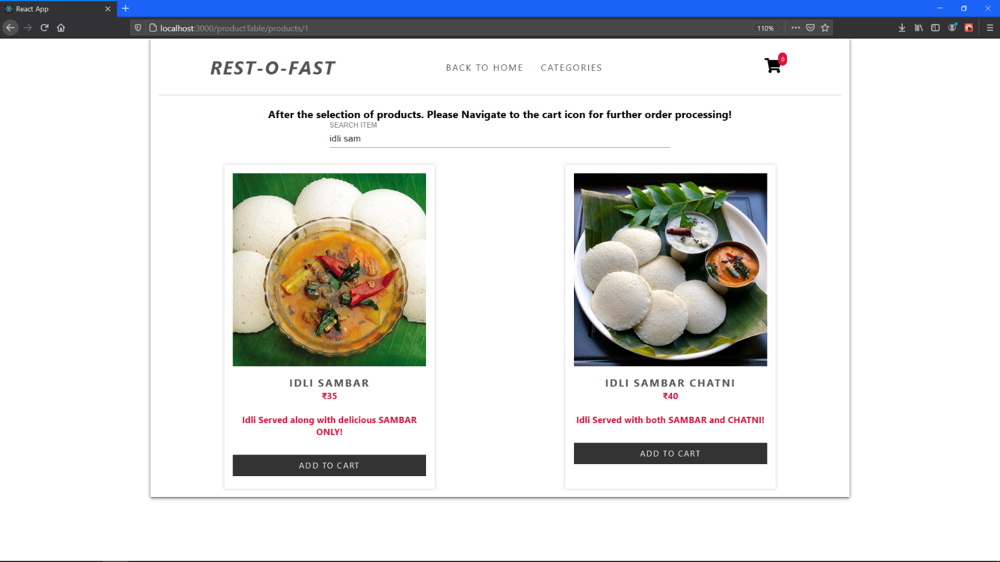 React App
localhost:3000/productTable/products/1
110%
REST-O-FAST
BACK TO HOME
CATEGORIES
0
After the selection of products. Please Navigate to the cart icon for further order processing!
SEARCH ITEM
idli sam
IDLI SAMBAR
₹35
Idli Served along with delicious SAMBAR
ONLY!
ADD TO CART
IDLI SAMBAR CHATNI
₹40
Idli Served with both SAMBAR and CHATNI!
ADD TO CART